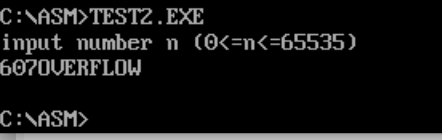 C:\ASM>TEST2.EXE
input number n (0<=n<=65535)
607OVERFLOW
C:\ASM>